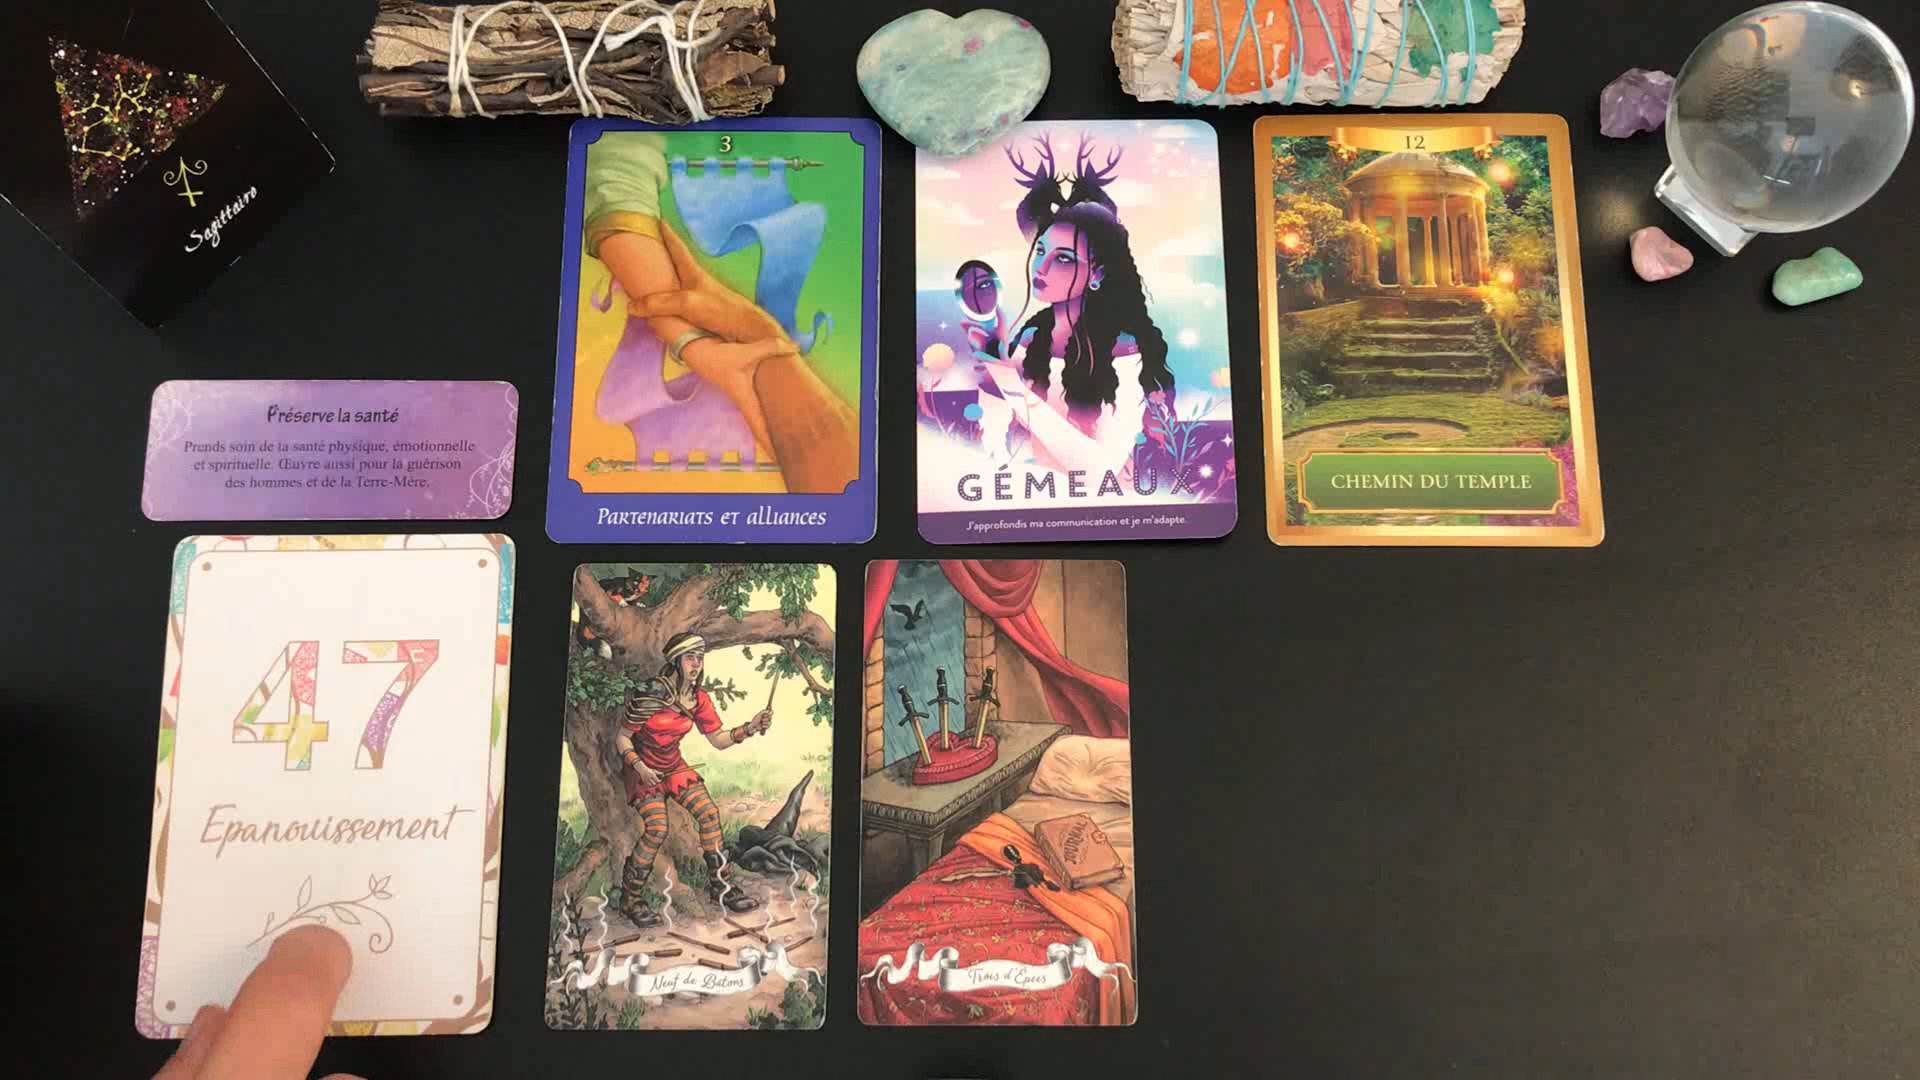 Sagittaire
3
Partenariats et alliances
GÉMEAUX
J'approfondis ma communication et je m'adapte.
12
CHEMIN DU TEMPLE
Préserve la santé
Prends soin de ta santé physique, émotionnelle
et spirituelle. Œuvre aussi pour la guérison
des hommes et de la Terre-Mère.
47
Epanouissement
Neuf de Bâtons
JOURNAL
Trois d'Épées